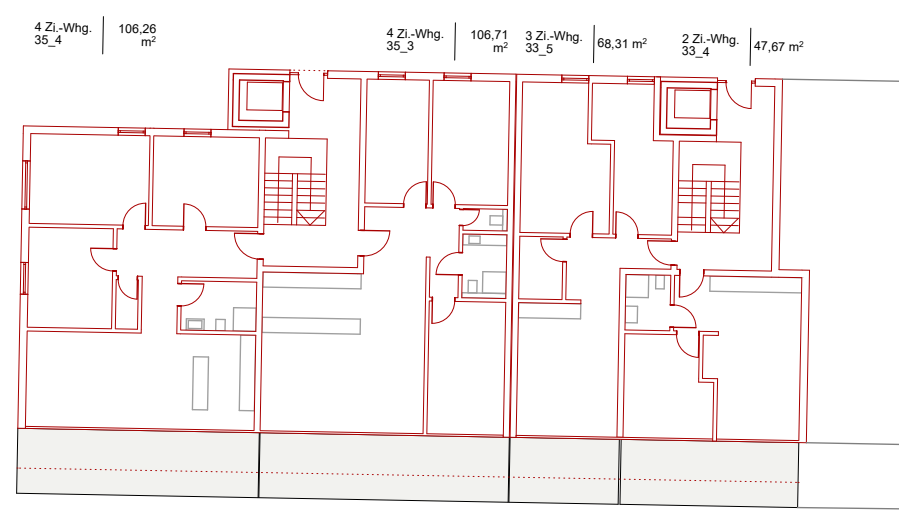 4 Zi.-Whg.
35_4
106,26
m²
4 Zi.-Whg.
35_3
106,71
m²
3 Zi.-Whg.
33_5
68,31 m²
2 Zi.-Whg.
33_4
47,67 m²